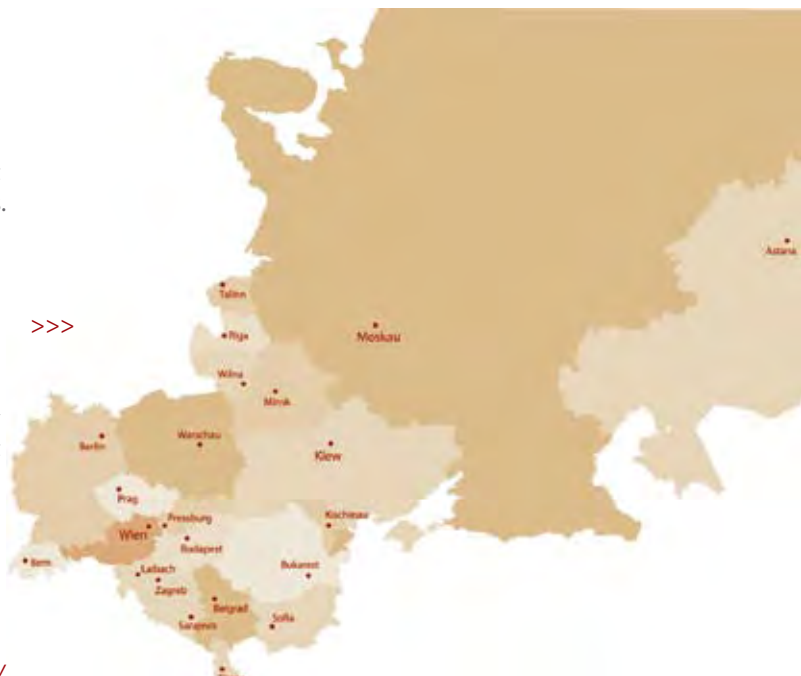 Astana
Tallinn
>>>
Moskau
Riga
Wilna
Minsk
Warschau
Berlin
Kiew
Prag
Kischinau
Pressburg
Wien
Budapest
Bern
Bukarest
Laibach
Zagreb
Belgrad
Sarajevo
Sofia